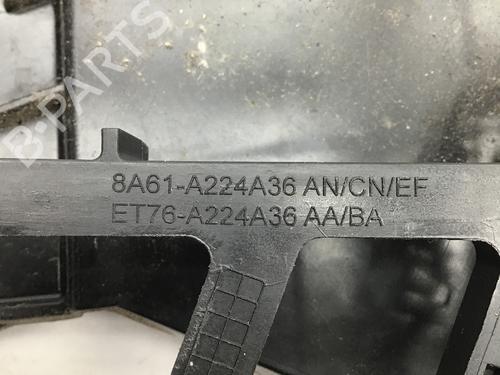 B-PARTS
8A61-A224A36 AN/CN/EF
ET76-A224A36 AA/BA